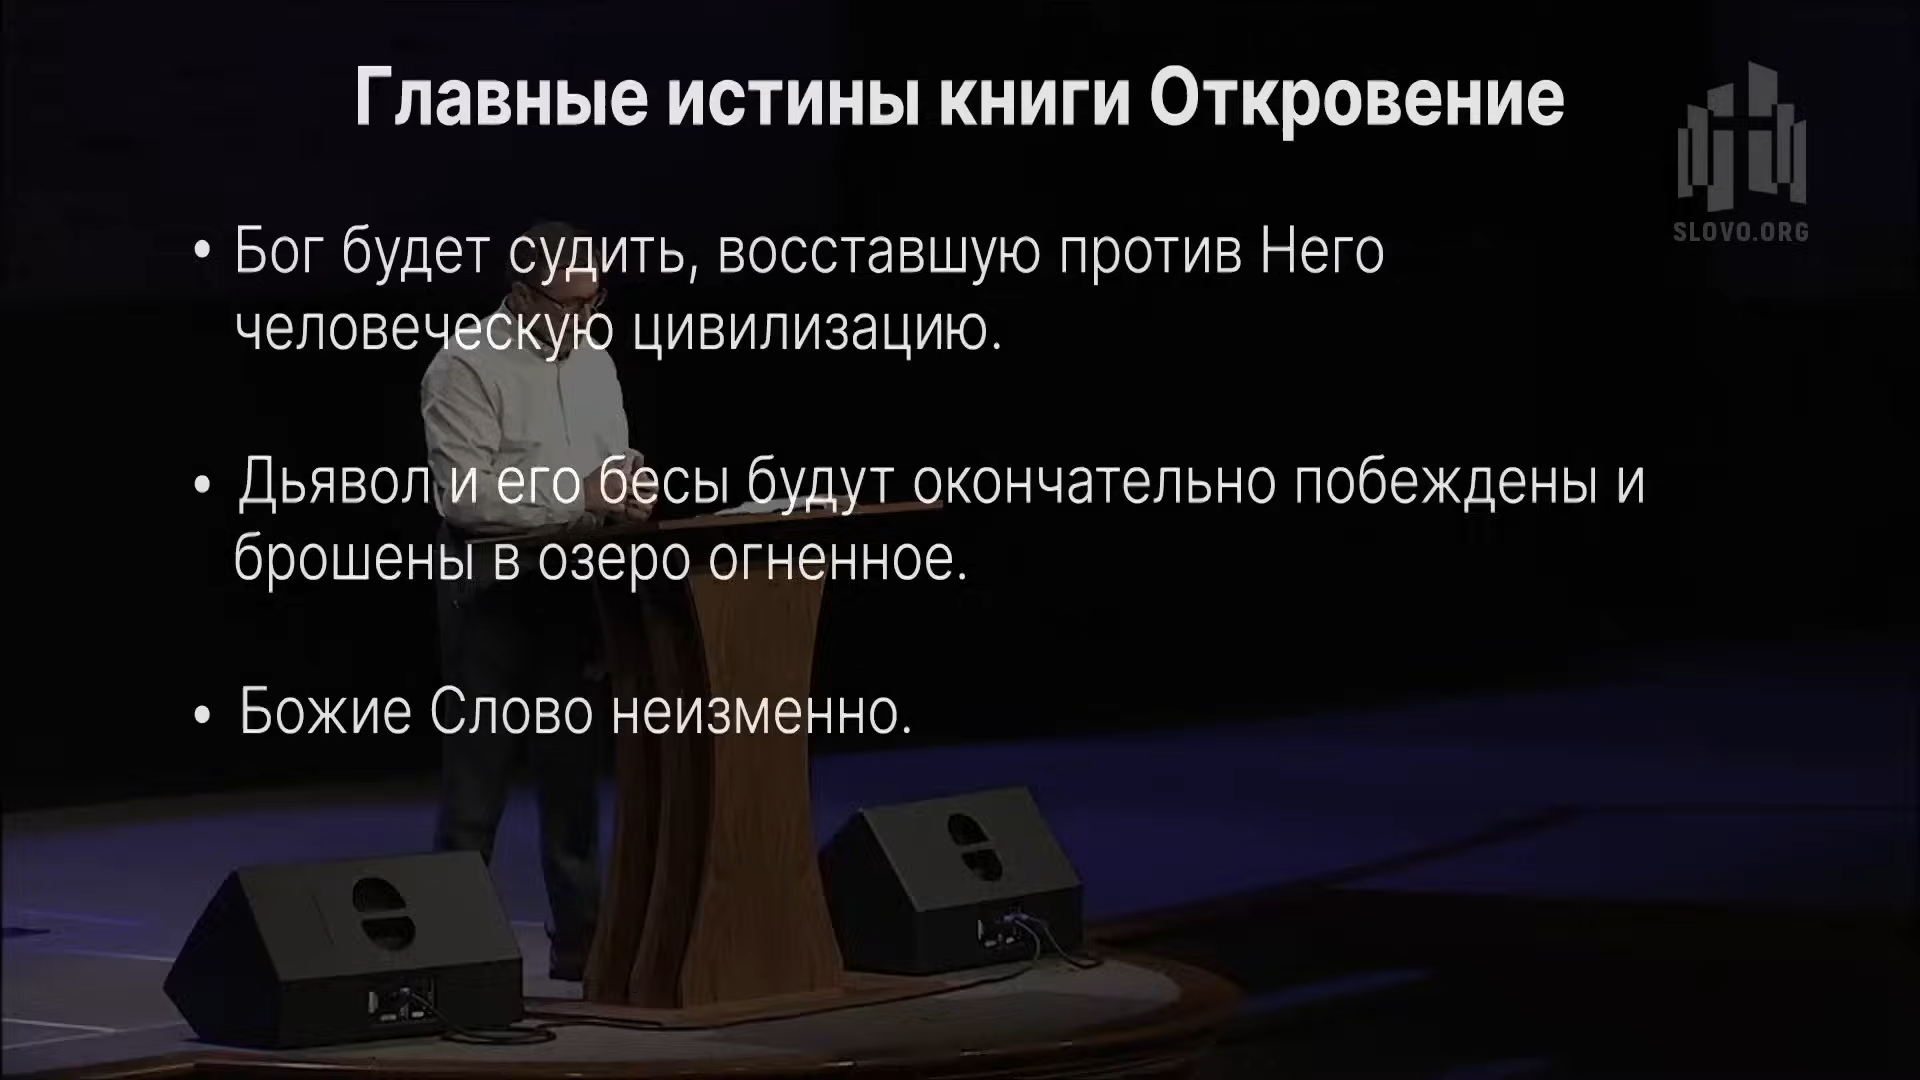 Главные истины книги Откровение
SLOVO.ORG
• Бог будет судить, восставшую против Него
человеческую цивилизацию.
• Дьявол и его бесы будут окончательно побеждены и
брошены в озеро огненное.
• Божие Слово неизменно.